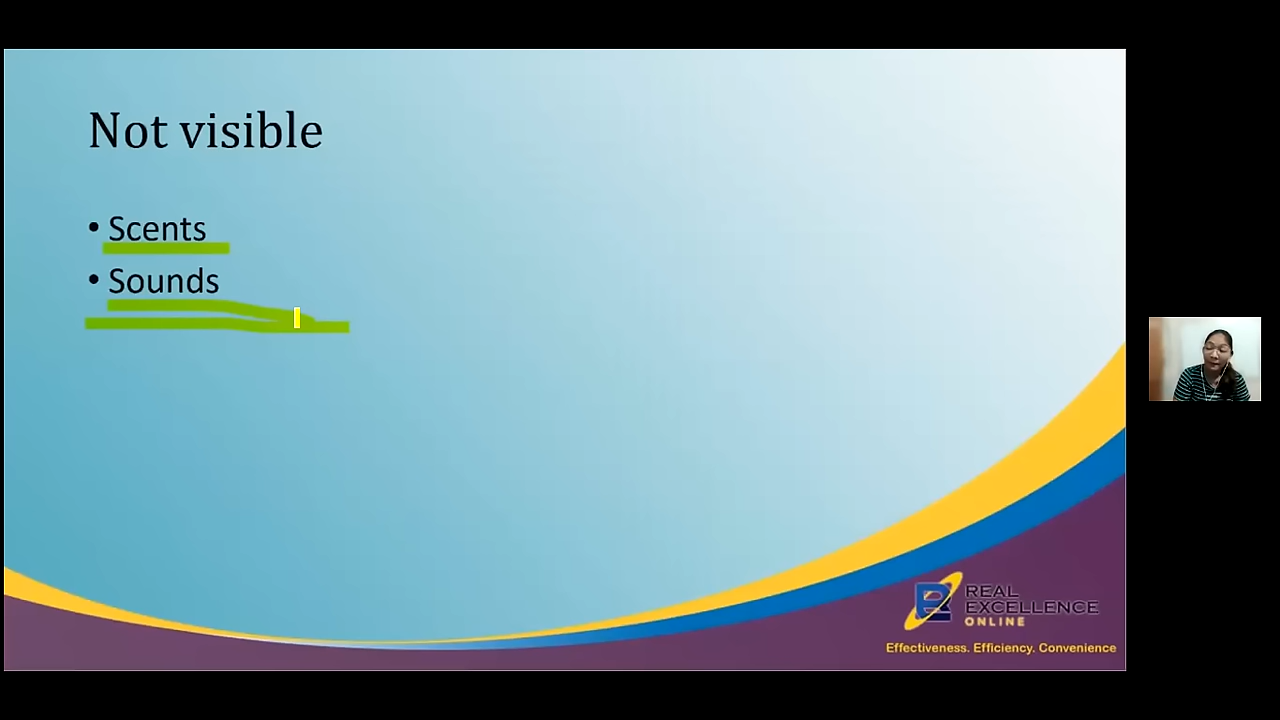 Not visible
• Scents
• Sounds
REAL
EXCELLENCE
ONLINE
Effectiveness. Efficiency. Convenience